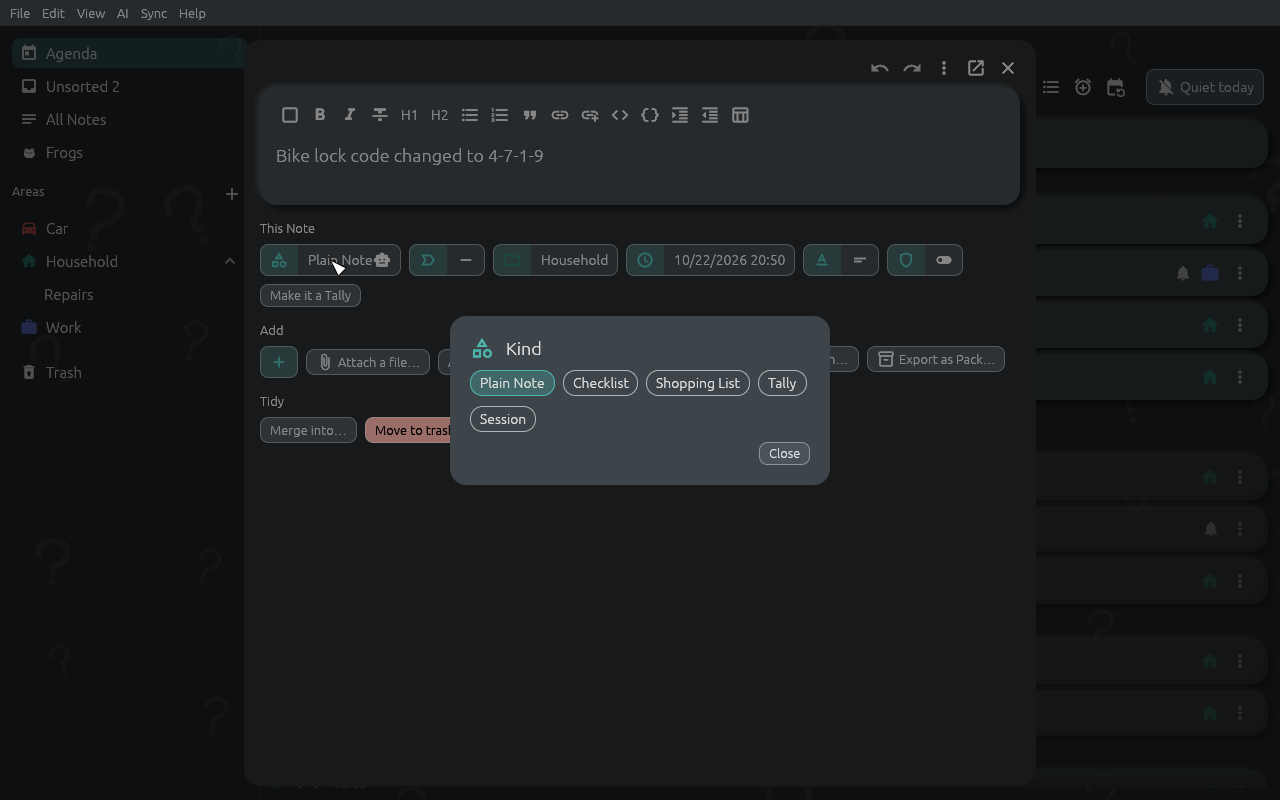 File Edit View AI Sync Help
Agenda
Unsorted 2
All Notes
Frogs
Areas
Car
Household
Repairs
Work
Trash
Quiet today
H1 H2
Bike lock code changed to 4-7-1-9
This Note
Plain Note
Household
10/22/2026 20:50
Make it a Tally
Add
Attach a file…
n…
Export as Pack…
Tidy
Merge into…
Move to trash
Kind
Plain Note
Checklist
Shopping List
Tally
Session
Close